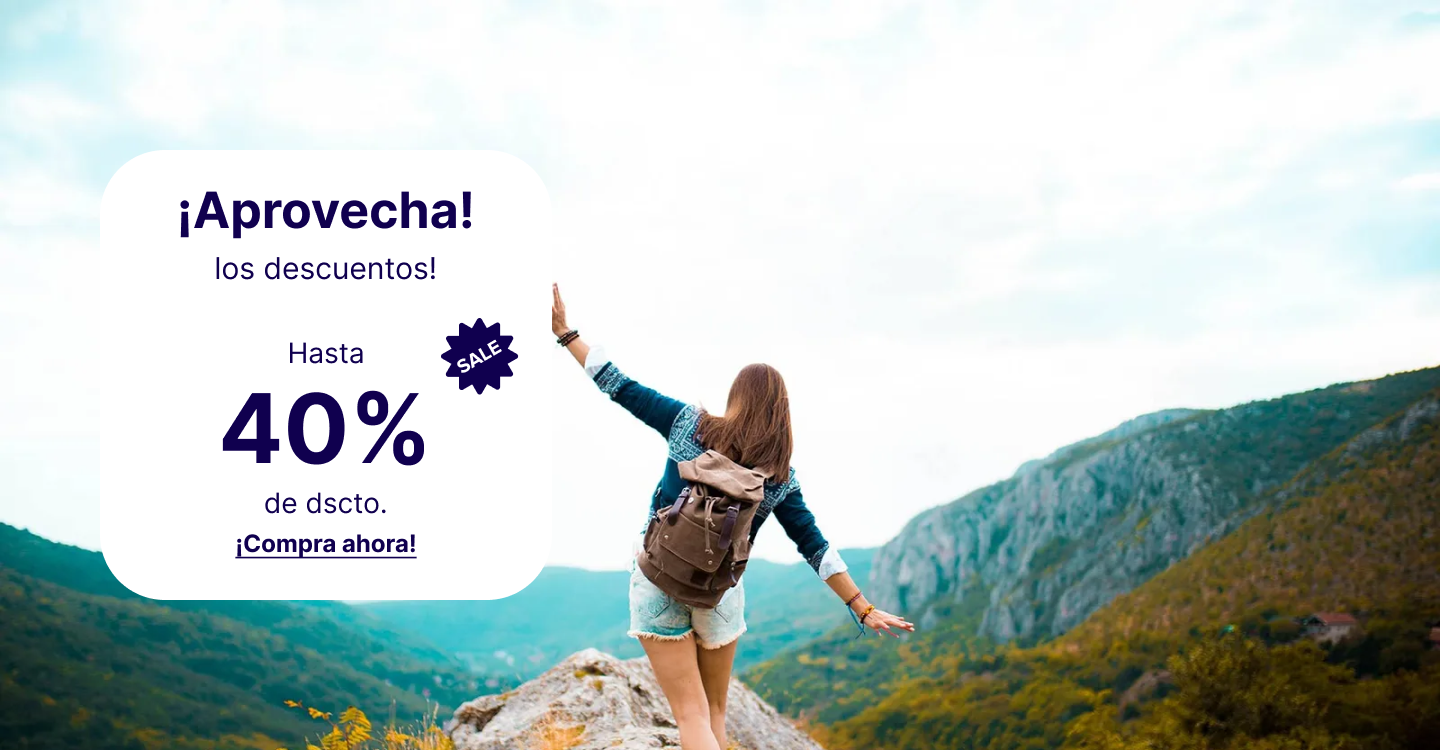 ¡Aprovecha!
los descuentos!
Hasta
SALE
40%
de dscto.
¡Compra ahora!